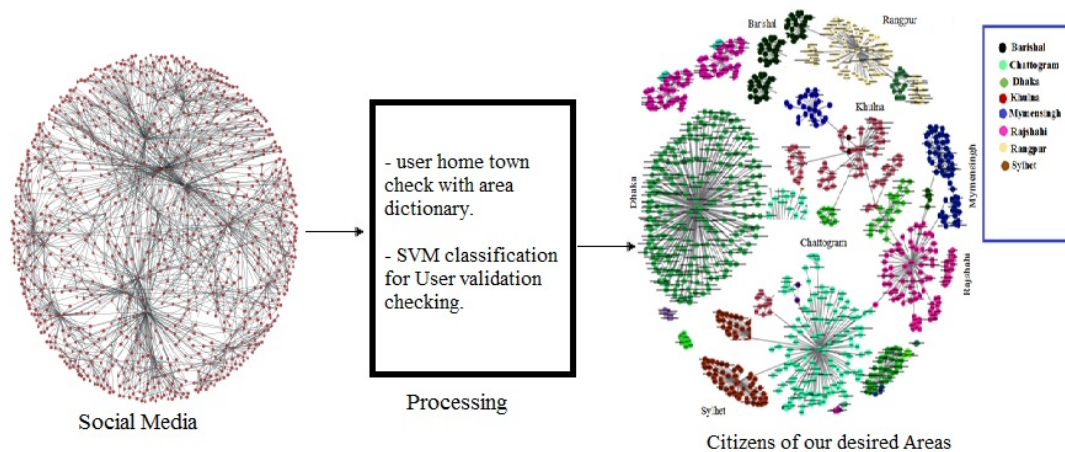 Social Media
- user home town
check with area
dictionary.
- SVM classification
for User validation
checking.
Processing
Barishal
Rangpur
Khulna
Dhaka
Mymensingh
Chattogram
Rajshahi
Sylhet
Citizens of our desired Areas
Barishal
Chattogram
Dhaka
Khulna
Mymensingh
Rajshahi
Rangpur
Sylhet